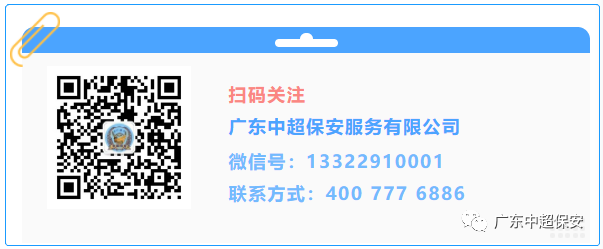 扫码关注
广东中超保安服务有限公司
微信号：13322910001
联系方式：400 777 6886
广东中超保安